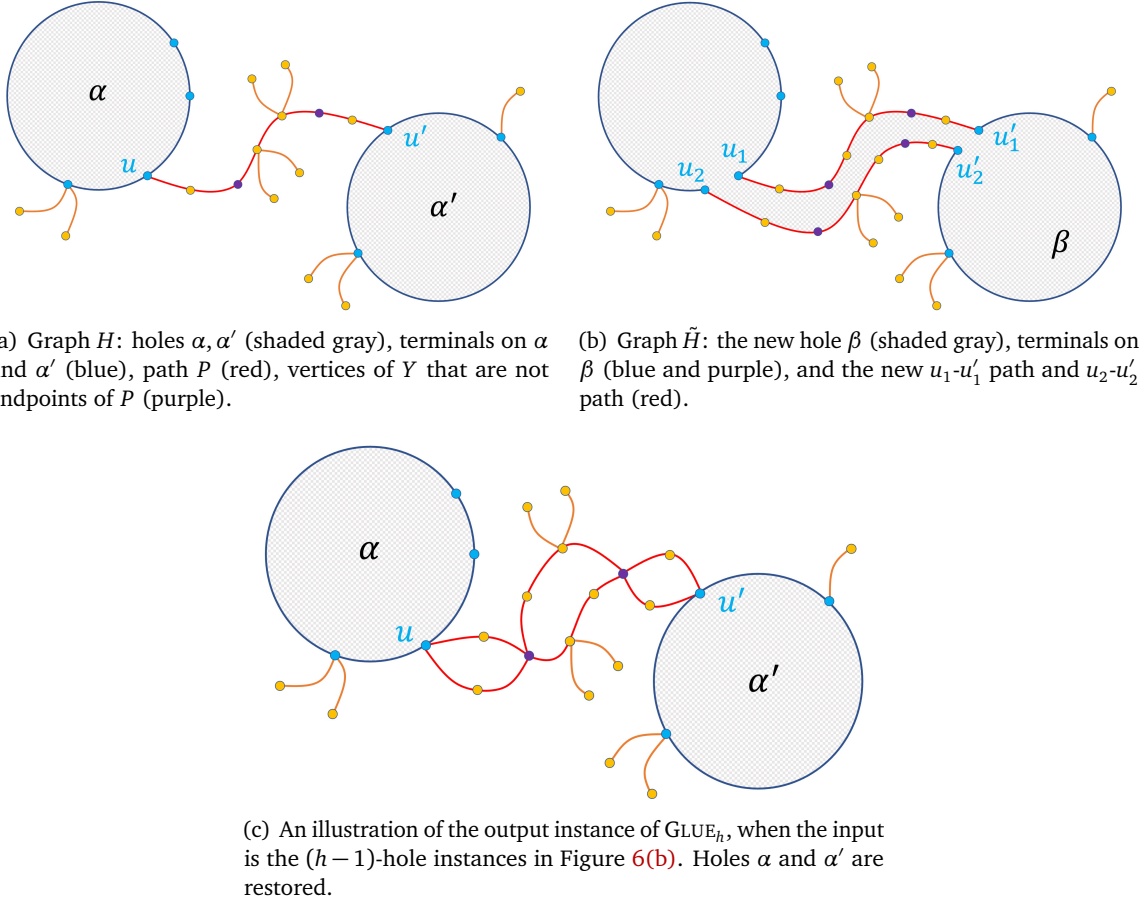 α
u
u′
α′
u₂
u₁
u′₁
u′₂
β
a) Graph H: holes α, α′ (shaded gray), terminals on α
nd α′ (blue), path P (red), vertices of Y that are not
ndpoints of P (purple).
(b) Graph H̃: the new hole β (shaded gray), terminals on
β (blue and purple), and the new u₁-u′₁ path and u₂-u′₂
path (red).
α
u
u′
α′
(c) An illustration of the output instance of GLUEₕ, when the input
is the (h − 1)-hole instances in Figure 6(b). Holes α and α′ are
restored.